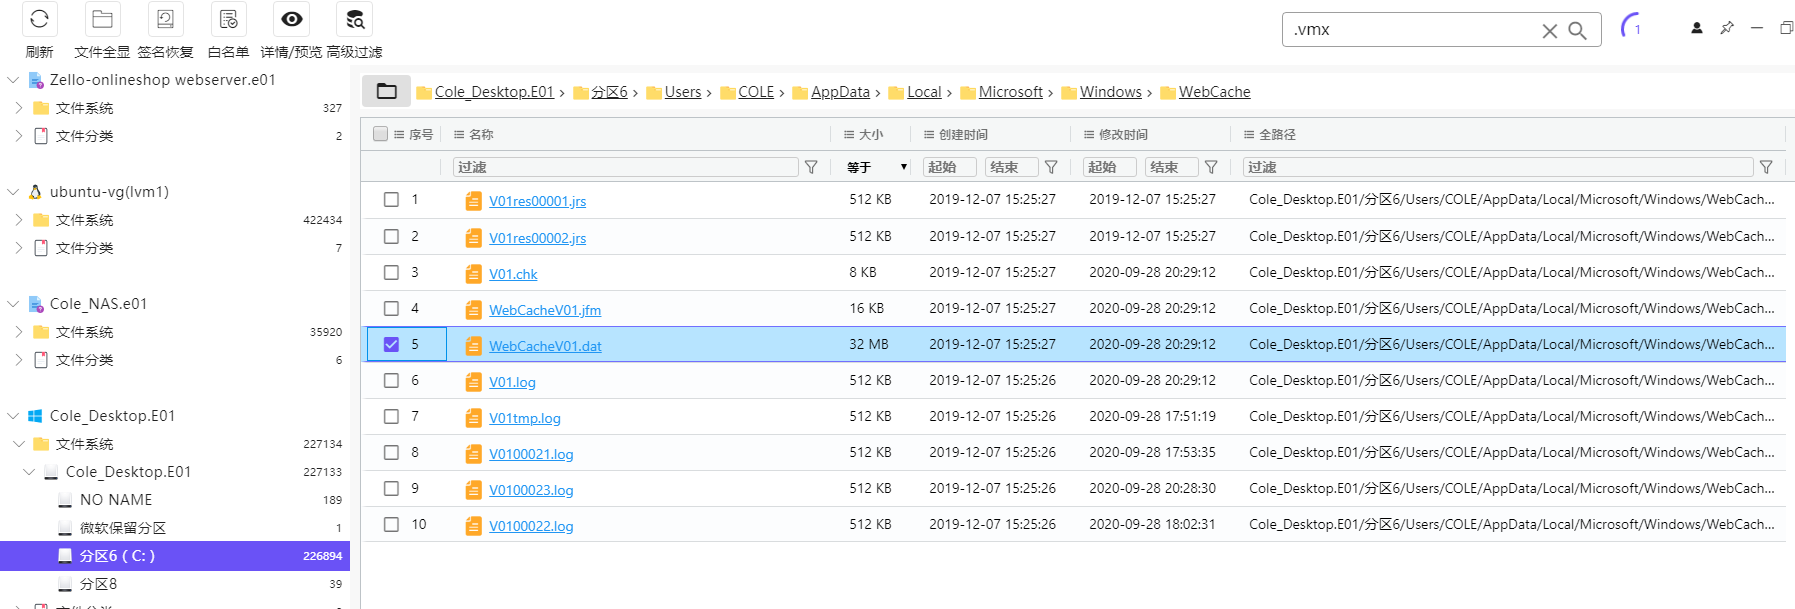 刷新 文件全显 签名恢复 白名单 详情/预览 高级过滤
.vmx
1
Zello-onlineshop webserver.e01
文件系统 327
文件分类 2
ubuntu-vg(lvm1)
文件系统 422434
文件分类 7
Cole_NAS.e01
文件系统 35920
文件分类 6
Cole_Desktop.E01
文件系统 227134
Cole_Desktop.E01 227133
NO NAME 189
微软保留分区 1
分区6 ( C: ) 226894
分区8 39
Cole_Desktop.E01 › 分区6 › Users › COLE › AppData › Local › Microsoft › Windows › WebCache
序号 名称 大小 创建时间 修改时间 全路径
过滤 等于 起始 结束 起始 结束 过滤
1 V01res00001.jrs 512 KB 2019-12-07 15:25:27 2019-12-07 15:25:27 Cole_Desktop.E01/分区6/Users/COLE/AppData/Local/Microsoft/Windows/WebCach...
2 V01res00002.jrs 512 KB 2019-12-07 15:25:27 2019-12-07 15:25:27 Cole_Desktop.E01/分区6/Users/COLE/AppData/Local/Microsoft/Windows/WebCach...
3 V01.chk 8 KB 2019-12-07 15:25:27 2020-09-28 20:29:12 Cole_Desktop.E01/分区6/Users/COLE/AppData/Local/Microsoft/Windows/WebCach...
4 WebCacheV01.jfm 16 KB 2019-12-07 15:25:27 2020-09-28 20:29:12 Cole_Desktop.E01/分区6/Users/COLE/AppData/Local/Microsoft/Windows/WebCach...
5 WebCacheV01.dat 32 MB 2019-12-07 15:25:27 2020-09-28 20:29:12 Cole_Desktop.E01/分区6/Users/COLE/AppData/Local/Microsoft/Windows/WebCach...
6 V01.log 512 KB 2019-12-07 15:25:26 2020-09-28 20:29:12 Cole_Desktop.E01/分区6/Users/COLE/AppData/Local/Microsoft/Windows/WebCach...
7 V01tmp.log 512 KB 2019-12-07 15:25:26 2020-09-28 17:51:19 Cole_Desktop.E01/分区6/Users/COLE/AppData/Local/Microsoft/Windows/WebCach...
8 V0100021.log 512 KB 2019-12-07 15:25:26 2020-09-28 17:53:35 Cole_Desktop.E01/分区6/Users/COLE/AppData/Local/Microsoft/Windows/WebCach...
9 V0100023.log 512 KB 2019-12-07 15:25:26 2020-09-28 20:28:30 Cole_Desktop.E01/分区6/Users/COLE/AppData/Local/Microsoft/Windows/WebCach...
10 V0100022.log 512 KB 2019-12-07 15:25:26 2020-09-28 18:02:31 Cole_Desktop.E01/分区6/Users/COLE/AppData/Local/Microsoft/Windows/WebCach...